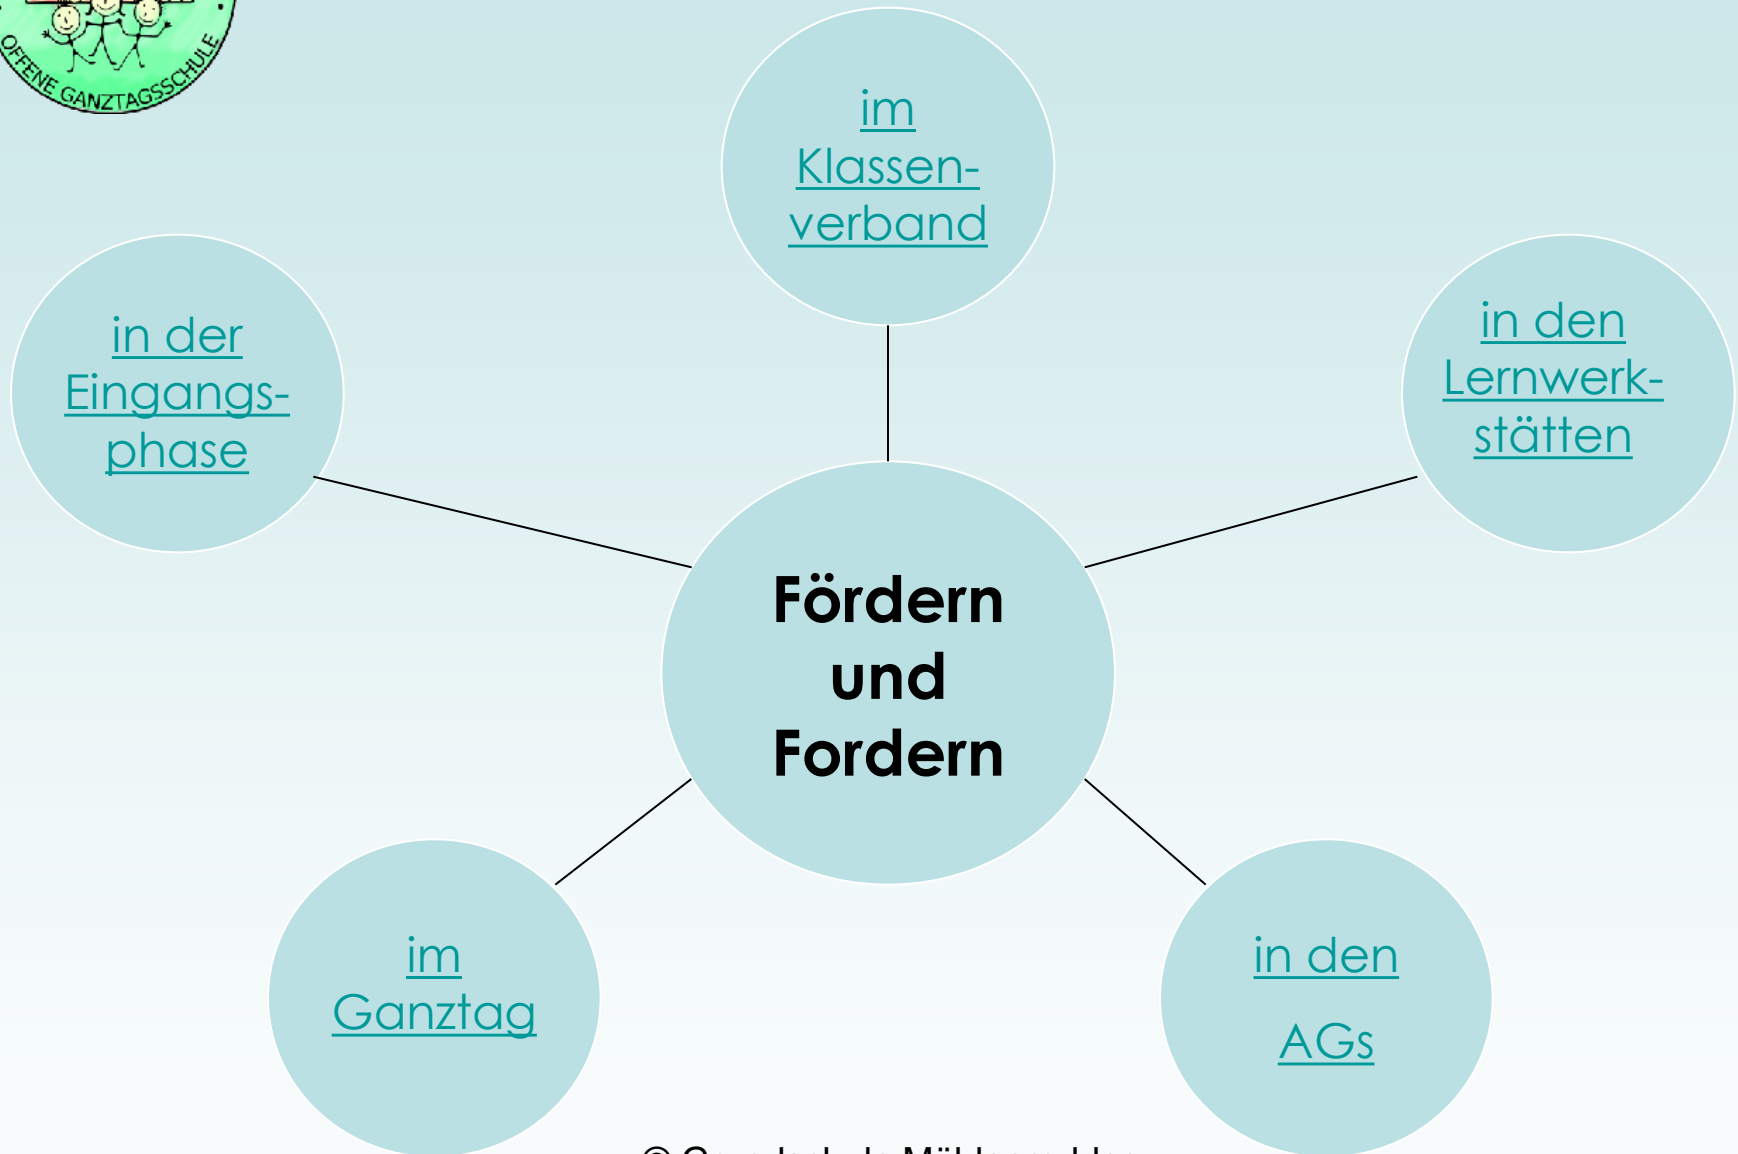 OFFENE GANZTAGSSCHULE
im
Klassen-
verband
in der
Eingangs-
phase
in den
Lernwerk-
stätten
Fördern
und
Fordern
im
Ganztag
in den
AGs